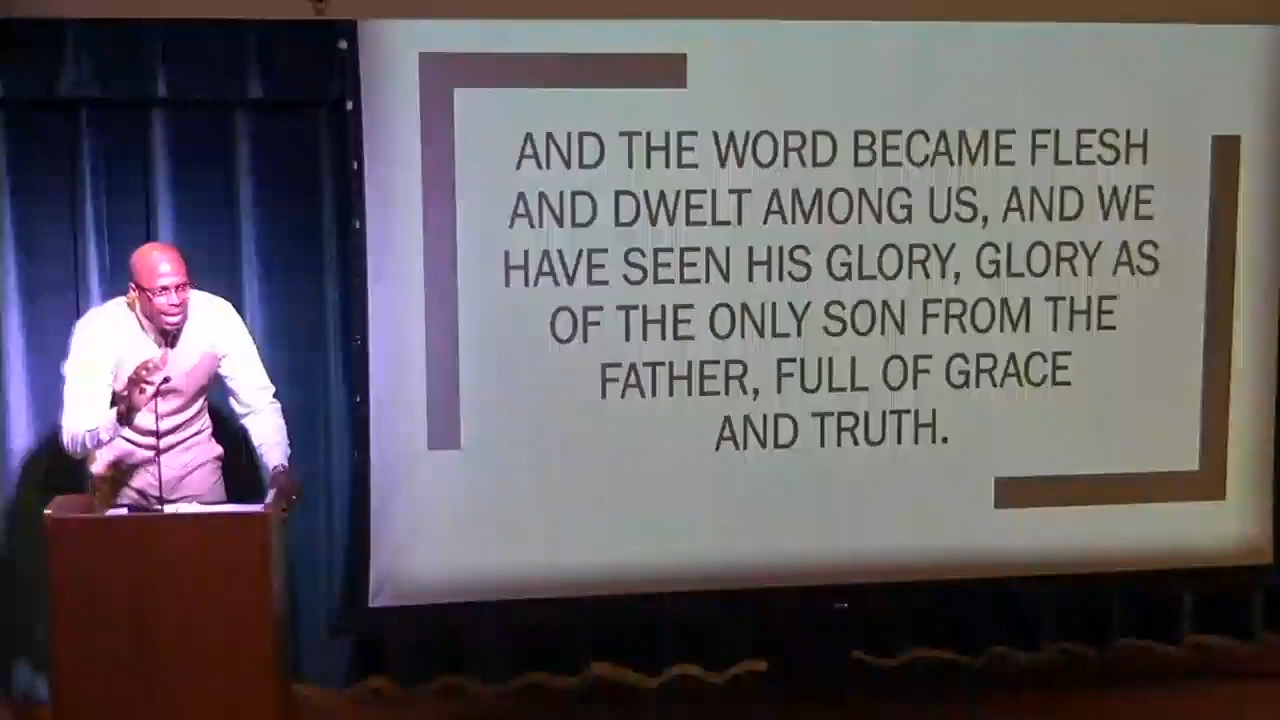 AND THE WORD BECAME FLESH
AND DWELT AMONG US, AND WE
HAVE SEEN HIS GLORY, GLORY AS
OF THE ONLY SON FROM THE
FATHER, FULL OF GRACE
AND TRUTH.